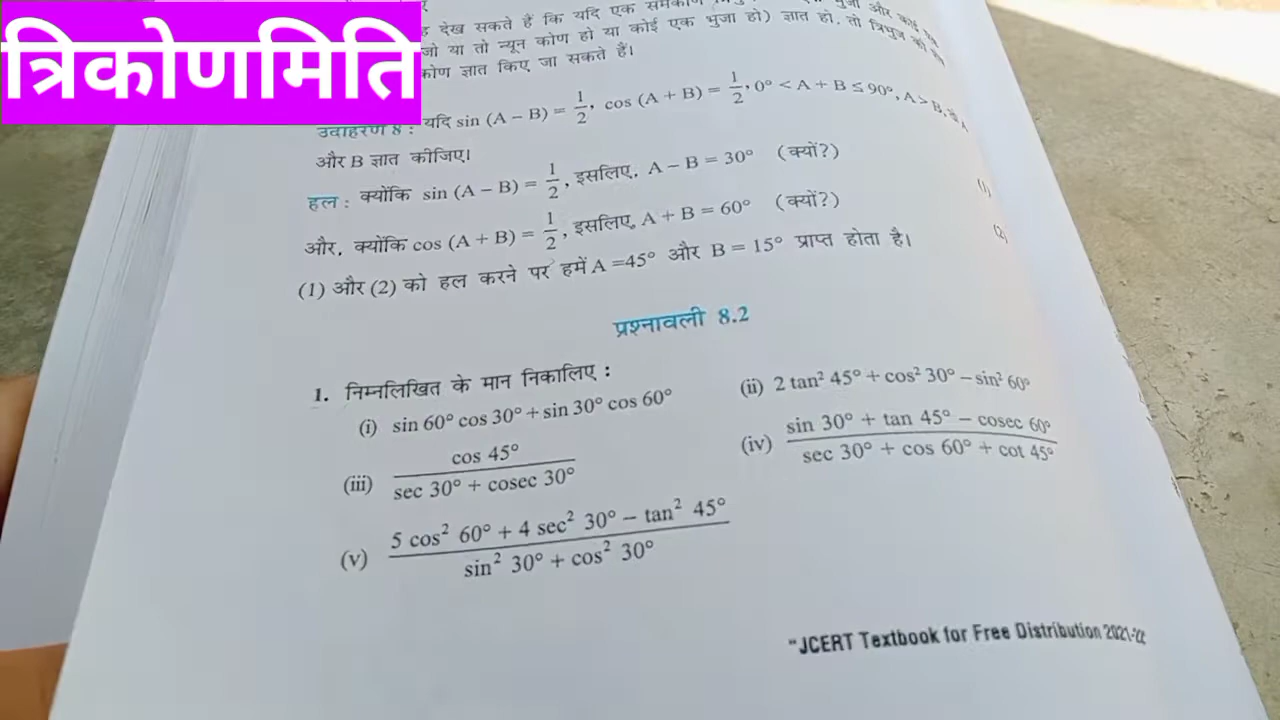 त्रिकोणमिति
देख सकते हैं कि यदि एक समकोण
जो या तो न्यून कोण हो या कोई एक भुजा हो) ज्ञात हो, तो त्रिभुज
कोण ज्ञात किए जा सकते हैं।
उदाहरण 8 : यदि sin (A – B) = 1/2, cos (A + B) = 1/2, 0° < A + B ≤ 90°, A > B,
और B ज्ञात कीजिए।
हल : क्योंकि sin (A – B) = 1/2, इसलिए, A – B = 30° (क्यों?) (1)
और, क्योंकि cos (A + B) = 1/2, इसलिए, A + B = 60° (क्यों?) (2)
(1) और (2) को हल करने पर हमें A =45° और B = 15° प्राप्त होता है।
प्रश्नावली 8.2
1. निम्नलिखित के मान निकालिए :
(i) sin 60° cos 30° + sin 30° cos 60°
(ii) 2 tan² 45° + cos² 30° – sin² 60°
(iii) cos 45° / sec 30° + cosec 30°
(iv) sin 30° + tan 45° – cosec 60° / sec 30° + cos 60° + cot 45°
(v) 5 cos² 60° + 4 sec² 30° – tan² 45° / sin² 30° + cos² 30°
"JCERT Textbook for Free Distribution 2021-22